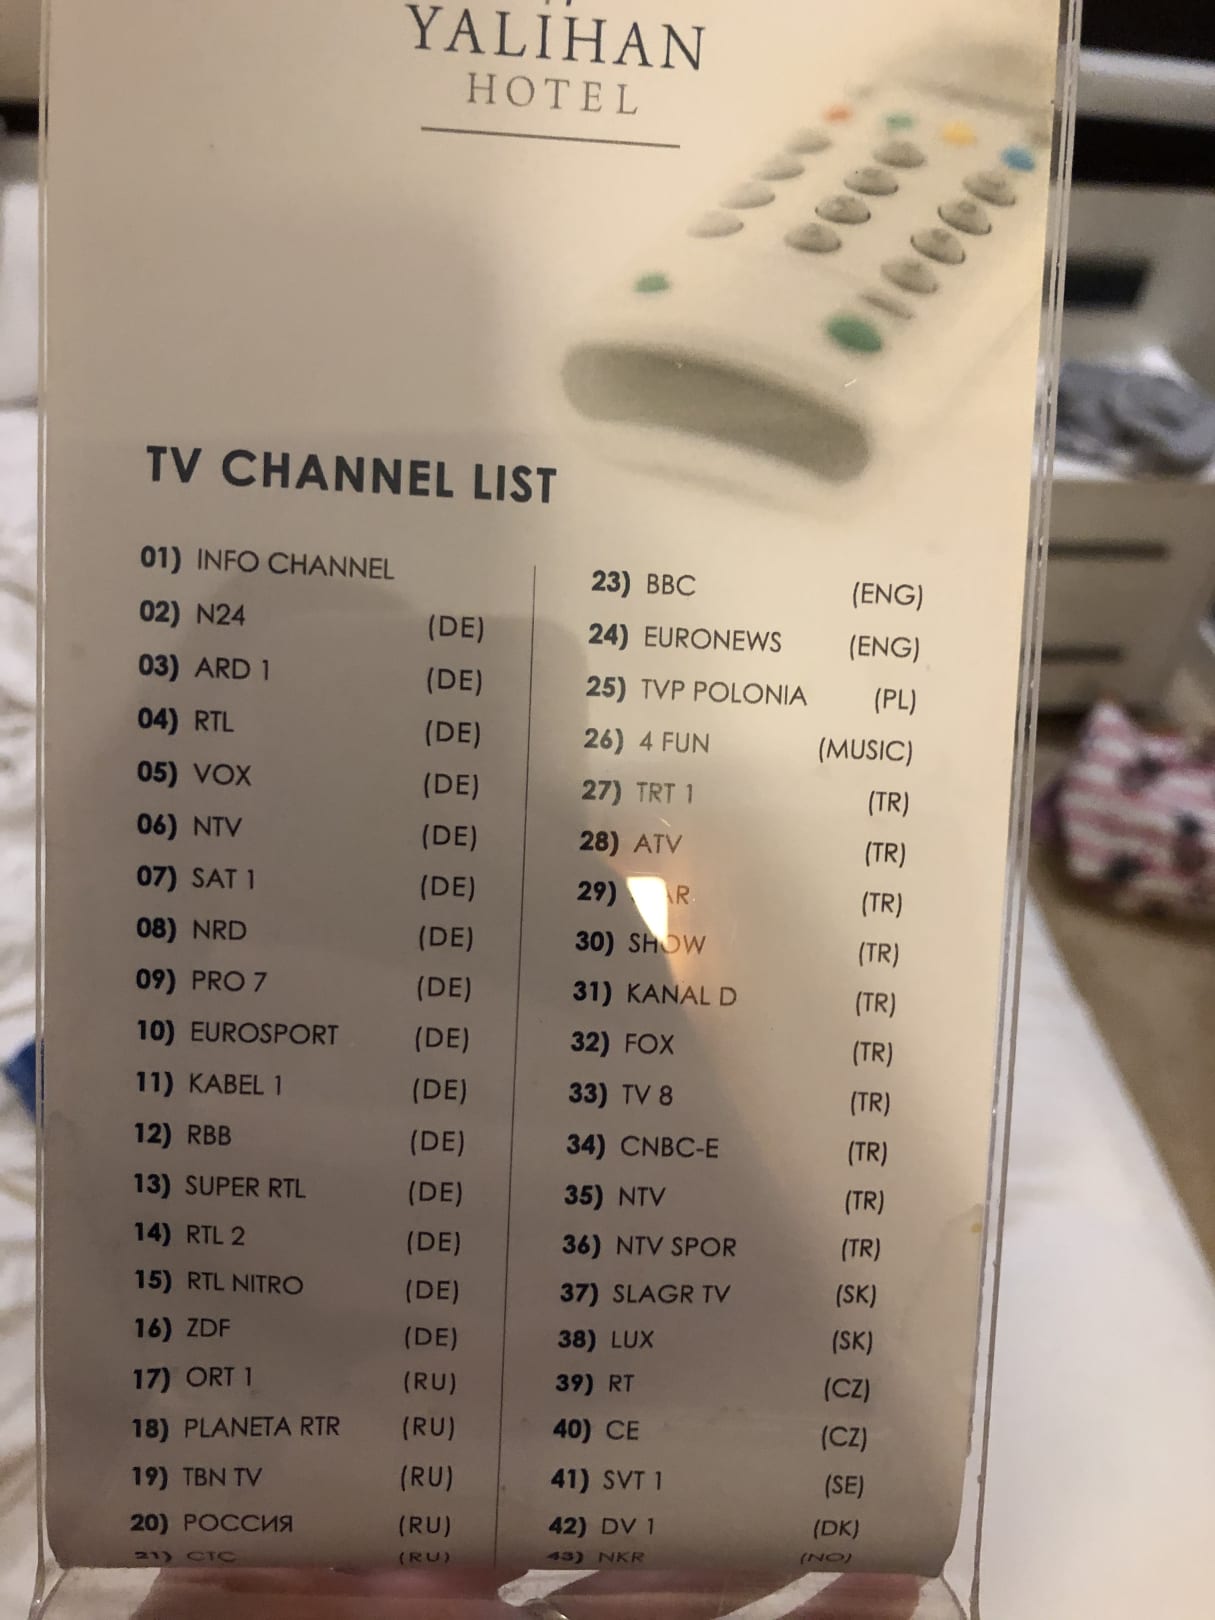 YALIHAN
HOTEL
TV CHANNEL LIST
01) INFO CHANNEL
02) N24 (DE)
03) ARD 1 (DE)
04) RTL (DE)
05) VOX (DE)
06) NTV (DE)
07) SAT 1 (DE)
08) NRD (DE)
09) PRO 7 (DE)
10) EUROSPORT (DE)
11) KABEL 1 (DE)
12) RBB (DE)
13) SUPER RTL (DE)
14) RTL 2 (DE)
15) RTL NITRO (DE)
16) ZDF (DE)
17) ORT 1 (RU)
18) PLANETA RTR (RU)
19) TBN TV (RU)
20) РОССИЯ (RU)
21) CTC (RU)
23) BBC (ENG)
24) EURONEWS (ENG)
25) TVP POLONIA (PL)
26) 4 FUN (MUSIC)
27) TRT 1 (TR)
28) ATV (TR)
29) (TR)
30) SHOW (TR)
31) KANAL D (TR)
32) FOX (TR)
33) TV 8 (TR)
34) CNBC-E (TR)
35) NTV (TR)
36) NTV SPOR (TR)
37) SLAGR TV (SK)
38) LUX (SK)
39) RT (CZ)
40) CE (CZ)
41) SVT 1 (SE)
42) DV 1 (DK)
43) NKR (NO)